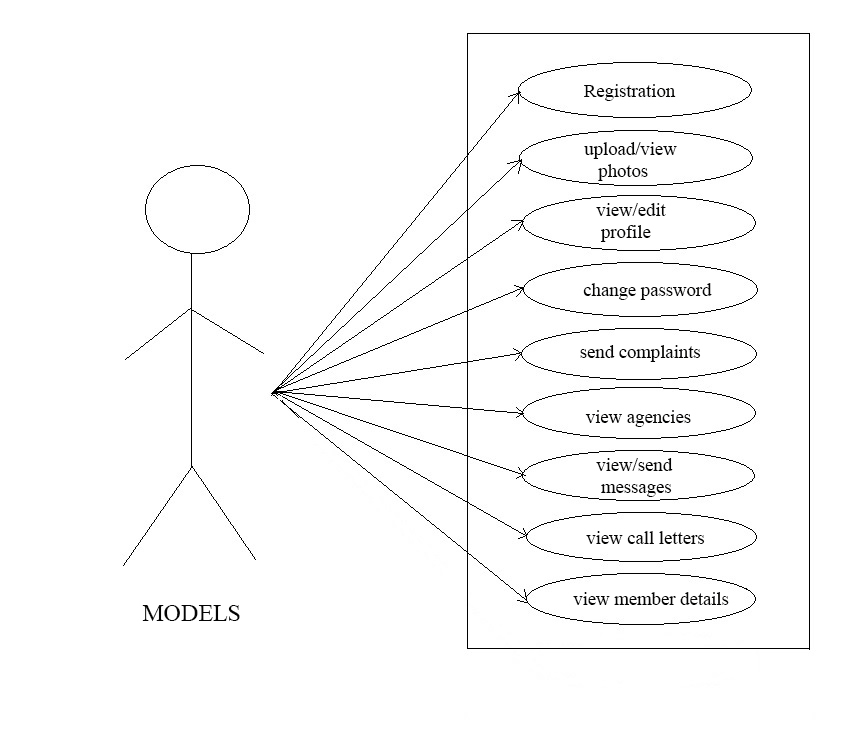 Registration
upload/view
photos
view/edit
profile
change password
send complaints
view agencies
view/send
messages
view call letters
view member details
MODELS